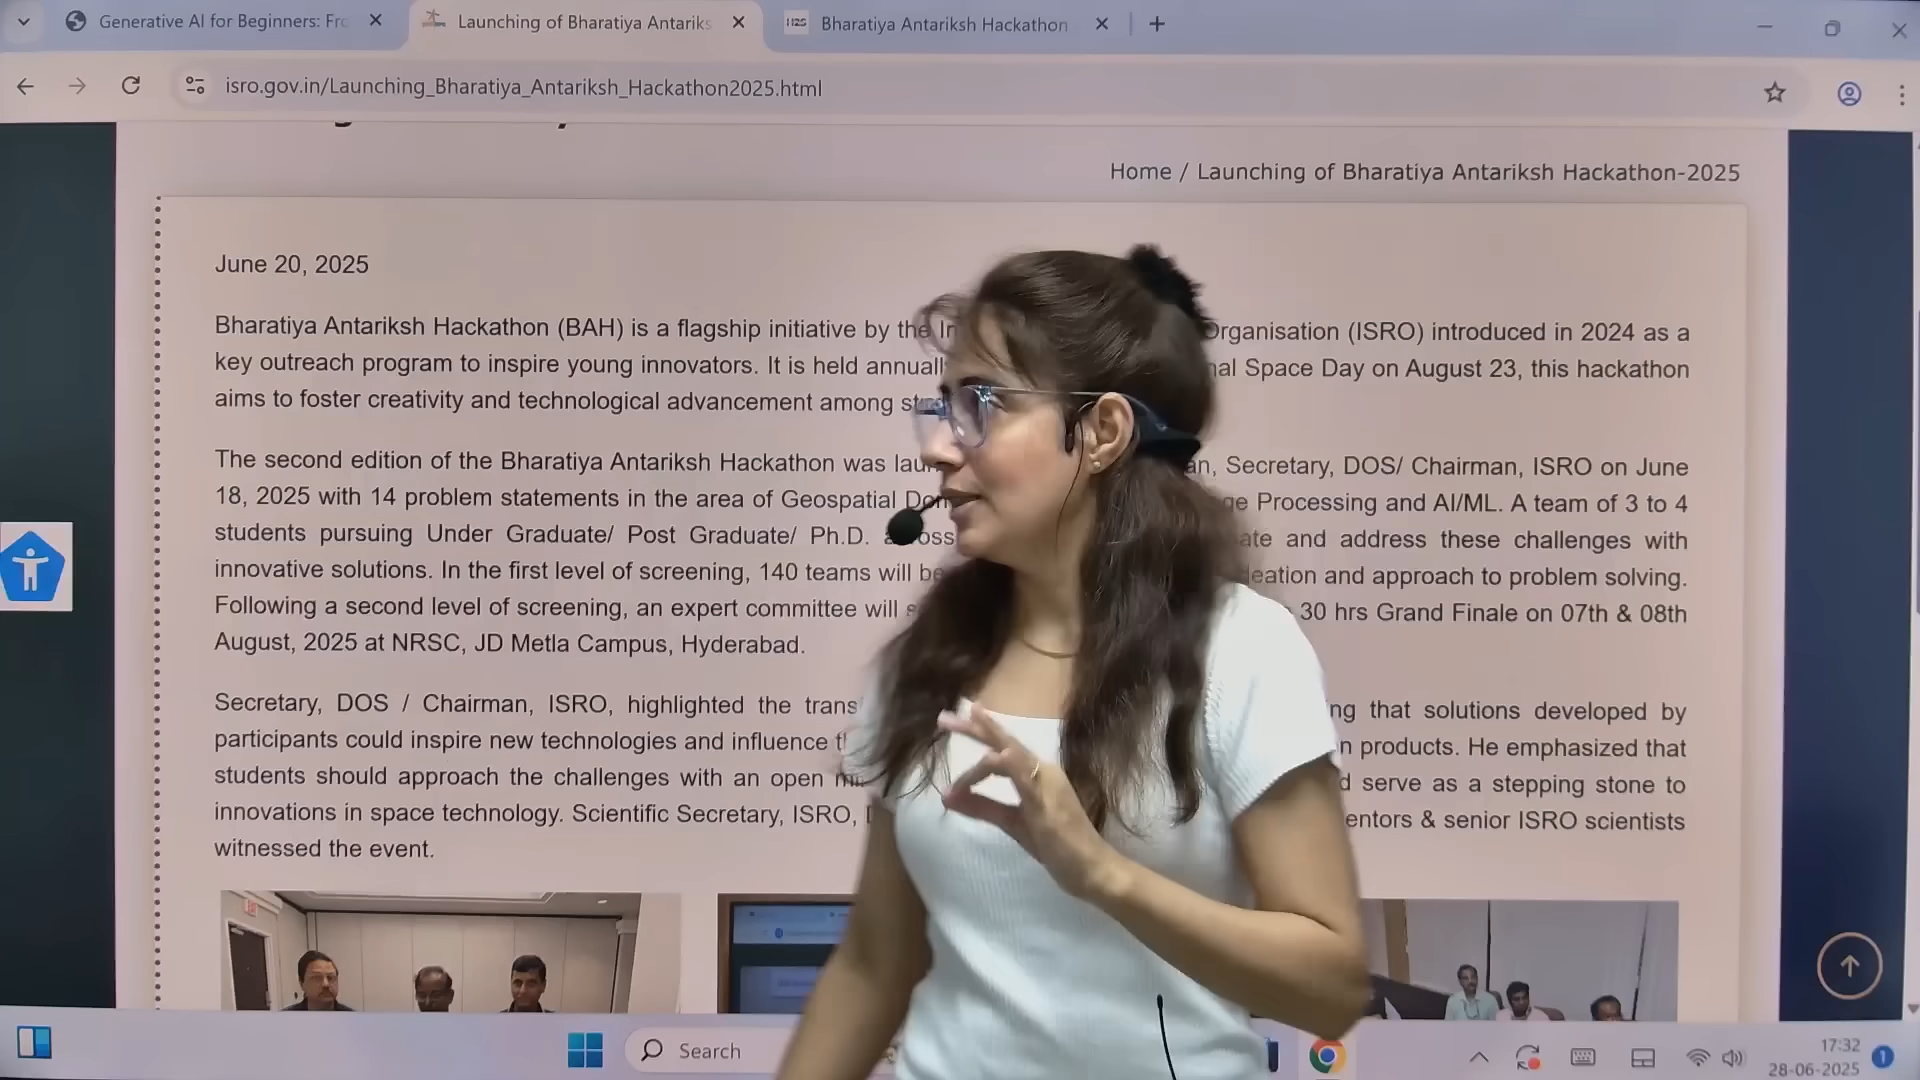 Generative AI for Beginners: Fro
Launching of Bharatiya Antariks
H2S
Bharatiya Antariksh Hackathon
isro.gov.in/Launching_Bharatiya_Antariksh_Hackathon2025.html
Home / Launching of Bharatiya Antariksh Hackathon-2025
June 20, 2025
Bharatiya Antariksh Hackathon (BAH) is a flagship initiative by the Organisation (ISRO) introduced in 2024 as a
key outreach program to inspire young innovators. It is held Space Day on August 23, this hackathon
aims to foster creativity and technological advancement among
The second edition of the Bharatiya Antariksh Hackathon was Secretary, DOS/ Chairman, ISRO on June
18, 2025 with 14 problem statements in the area of Geospatial Processing and AI/ML. A team of 3 to 4
students pursuing Under Graduate/ Post Graduate/ Ph.D. and address these challenges with
innovative solutions. In the first level of screening, 140 teams will and approach to problem solving.
Following a second level of screening, an expert committee will 30 hrs Grand Finale on 07th & 08th
August, 2025 at NRSC, JD Metla Campus, Hyderabad.
Secretary, DOS / Chairman, ISRO, highlighted the that solutions developed by
participants could inspire new technologies and influence products. He emphasized that
students should approach the challenges with an open serve as a stepping stone to
innovations in space technology. Scientific Secretary, ISRO, & senior ISRO scientists
witnessed the event.
Search
17:32
28-06-2025
1